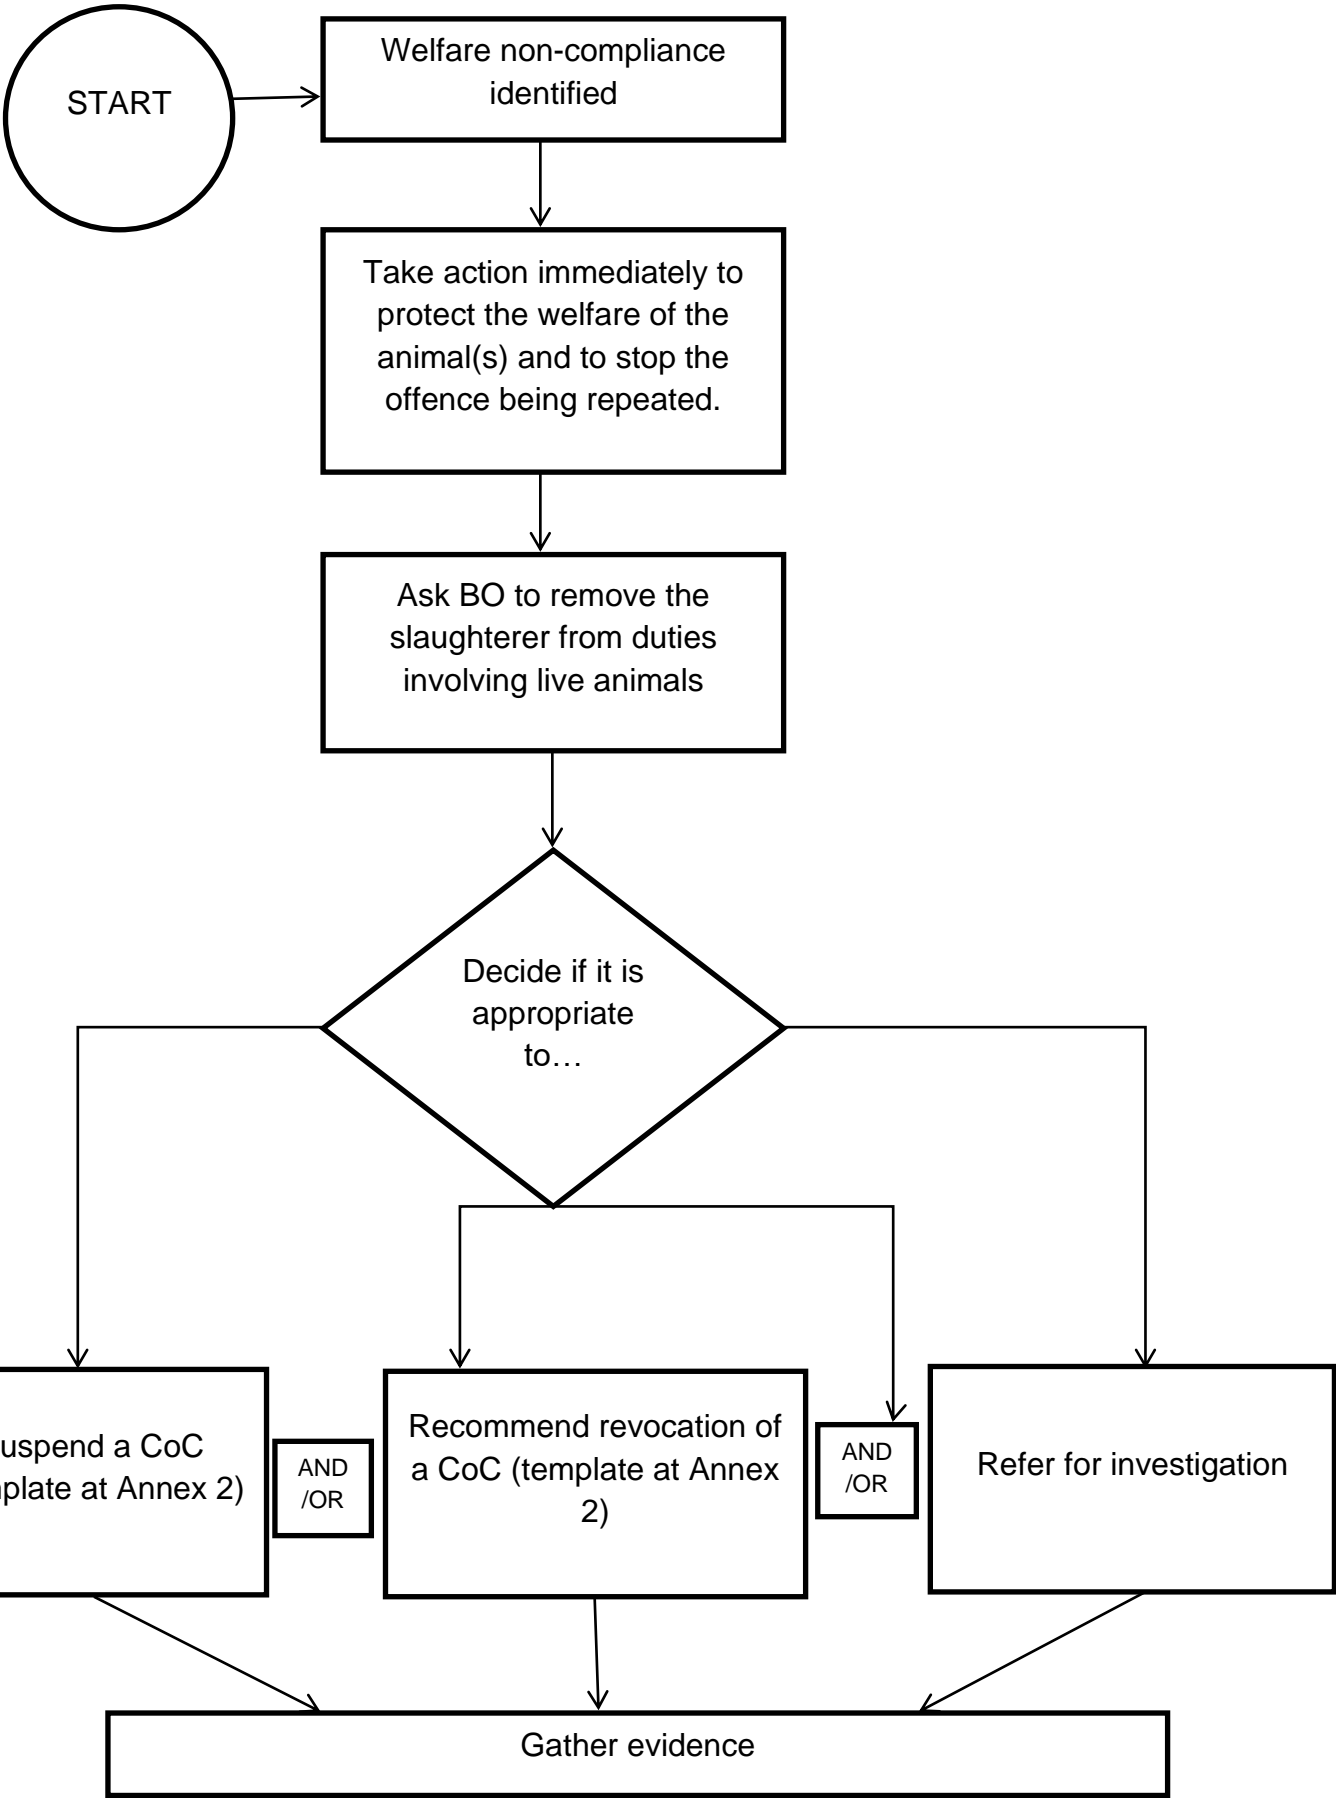 START
Welfare non-compliance
identified
Take action immediately to
protect the welfare of the
animal(s) and to stop the
offence being repeated.
Ask BO to remove the
slaughterer from duties
involving live animals
Decide if it is
appropriate
to…
uspend a CoC
plate at Annex 2)
AND
/OR
Recommend revocation of
a CoC (template at Annex
2)
AND
/OR
Refer for investigation
Gather evidence